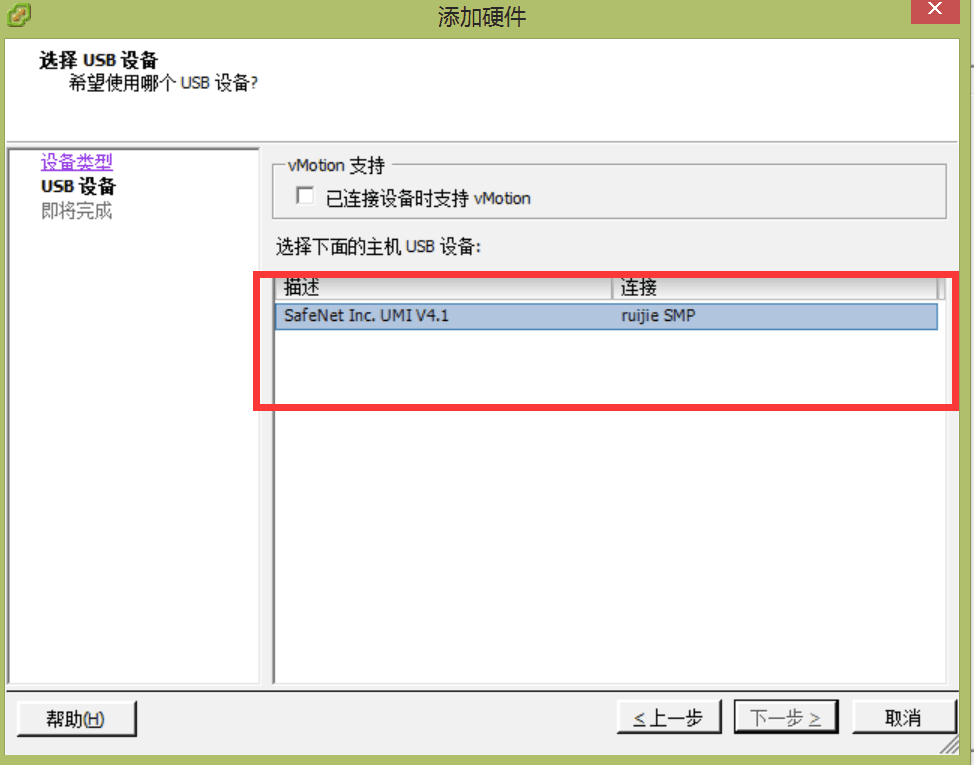 添加硬件
选择 USB 设备
希望使用哪个 USB 设备?
设备类型
USB 设备
即将完成
vMotion 支持
已连接设备时支持 vMotion
选择下面的主机 USB 设备:
描述 连接
SafeNet Inc. UMI V4.1 ruijie SMP
帮助(H) ≤上一步 下一步 ≥ 取消